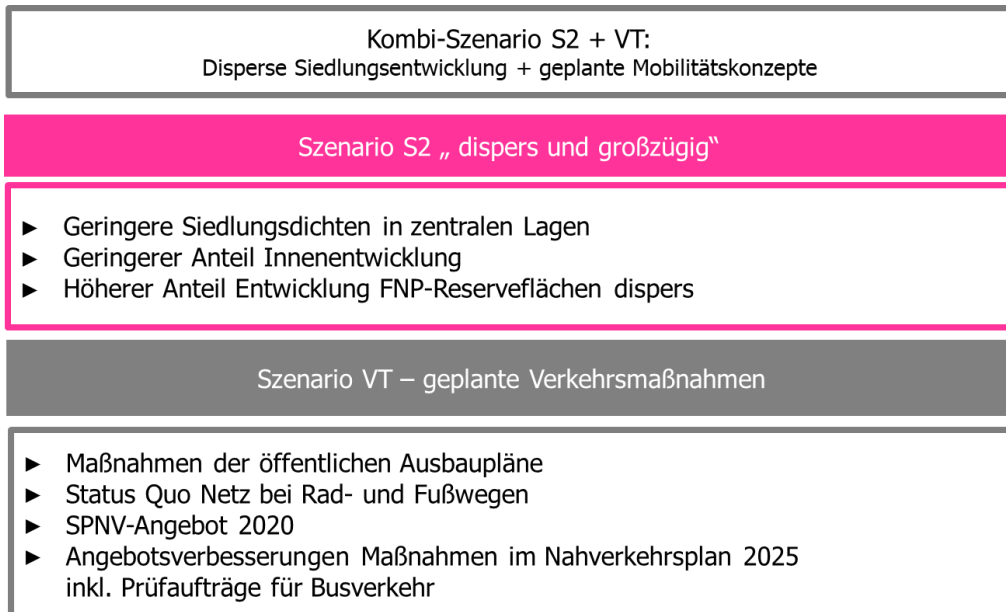 Kombi-Szenario S2 + VT:
Disperse Siedlungsentwicklung + geplante Mobilitätskonzepte
Szenario S2 „ dispers und großzügig“
► Geringere Siedlungsdichten in zentralen Lagen
► Geringerer Anteil Innenentwicklung
► Höherer Anteil Entwicklung FNP-Reserveflächen dispers
Szenario VT – geplante Verkehrsmaßnahmen
► Maßnahmen der öffentlichen Ausbaupläne
► Status Quo Netz bei Rad- und Fußwegen
► SPNV-Angebot 2020
► Angebotsverbesserungen Maßnahmen im Nahverkehrsplan 2025
inkl. Prüfaufträge für Busverkehr